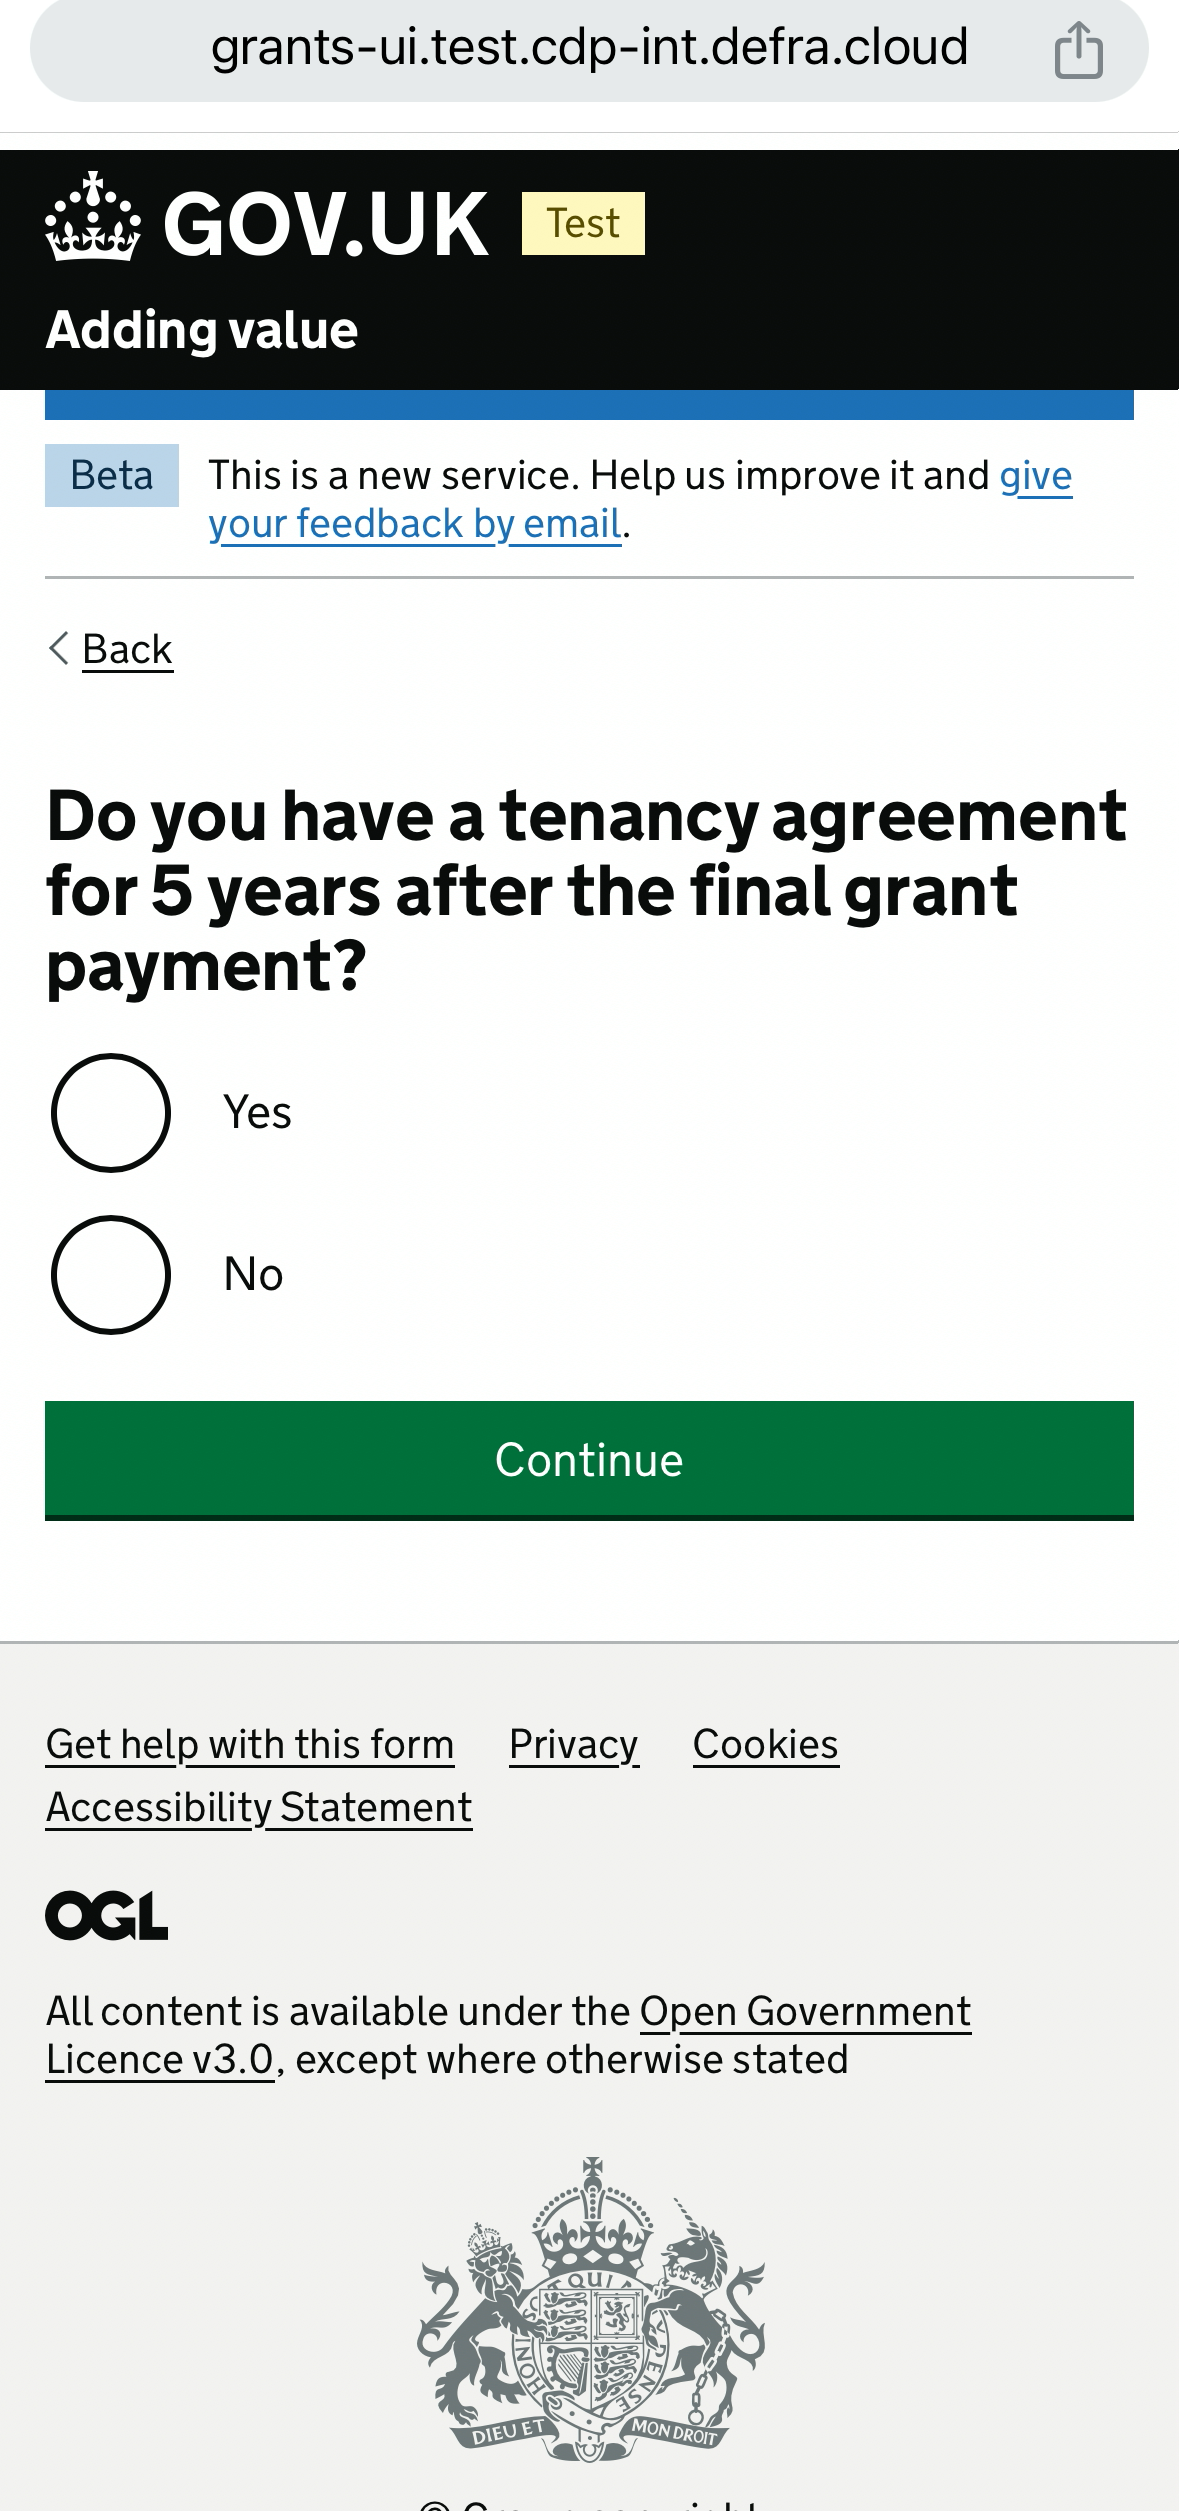 grants-ui.test.cdp-int.defra.cloud
GOV.UK Test
Adding value
Beta This is a new service. Help us improve it and give
your feedback by email.
Back
Do you have a tenancy agreement
for 5 years after the final grant
payment?
Yes
No
Continue
Get help with this form Privacy Cookies
Accessibility Statement
OGL
All content is available under the Open Government
Licence v3.0, except where otherwise stated
QUI
HONI
PENSE
DIEU ET MON DROIT
© Crown copyright